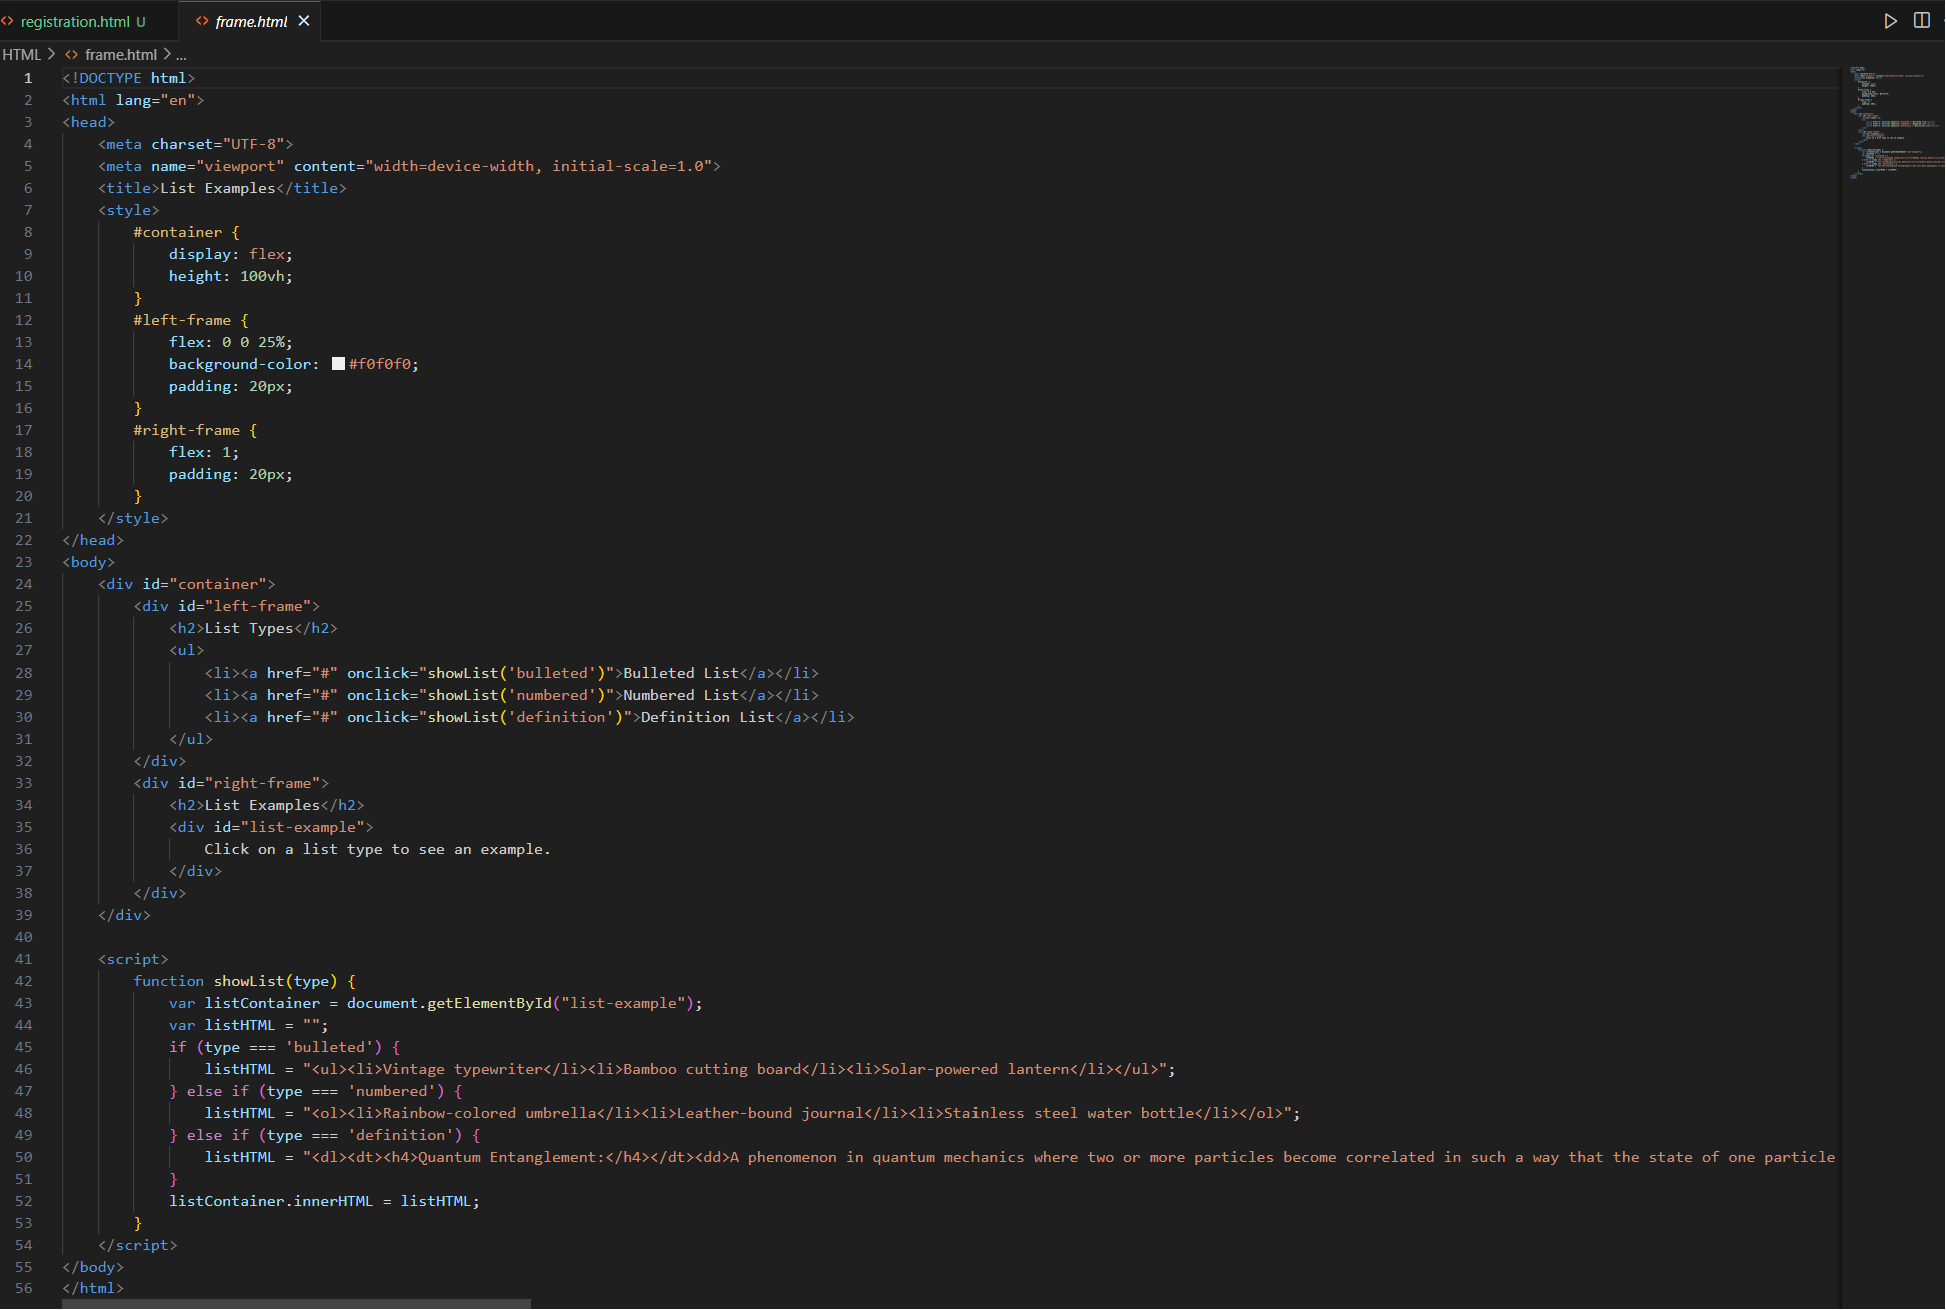 registration.html U
frame.html
HTML > frame.html > ...
1 <!DOCTYPE html>
2 <html lang="en">
3 <head>
4     <meta charset="UTF-8">
5     <meta name="viewport" content="width=device-width, initial-scale=1.0">
6     <title>List Examples</title>
7     <style>
8         #container {
9             display: flex;
10             height: 100vh;
11         }
12         #left-frame {
13             flex: 0 0 25%;
14             background-color: #f0f0f0;
15             padding: 20px;
16         }
17         #right-frame {
18             flex: 1;
19             padding: 20px;
20         }
21     </style>
22 </head>
23 <body>
24     <div id="container">
25         <div id="left-frame">
26             <h2>List Types</h2>
27             <ul>
28                 <li><a href="#" onclick="showList('bulleted')">Bulleted List</a></li>
29                 <li><a href="#" onclick="showList('numbered')">Numbered List</a></li>
30                 <li><a href="#" onclick="showList('definition')">Definition List</a></li>
31             </ul>
32         </div>
33         <div id="right-frame">
34             <h2>List Examples</h2>
35             <div id="list-example">
36                 Click on a list type to see an example.
37             </div>
38         </div>
39     </div>
40
41     <script>
42         function showList(type) {
43             var listContainer = document.getElementById("list-example");
44             var listHTML = "";
45             if (type === 'bulleted') {
46                 listHTML = "<ul><li>Vintage typewriter</li><li>Bamboo cutting board</li><li>Solar-powered lantern</li></ul>";
47             } else if (type === 'numbered') {
48                 listHTML = "<ol><li>Rainbow-colored umbrella</li><li>Leather-bound journal</li><li>Stainless steel water bottle</li></ol>";
49             } else if (type === 'definition') {
50                 listHTML = "<dl><dt><h4>Quantum Entanglement:</h4></dt><dd>A phenomenon in quantum mechanics where two or more particles become correlated in such a way that the state of one particle
51             }
52             listContainer.innerHTML = listHTML;
53         }
54     </script>
55 </body>
56 </html>